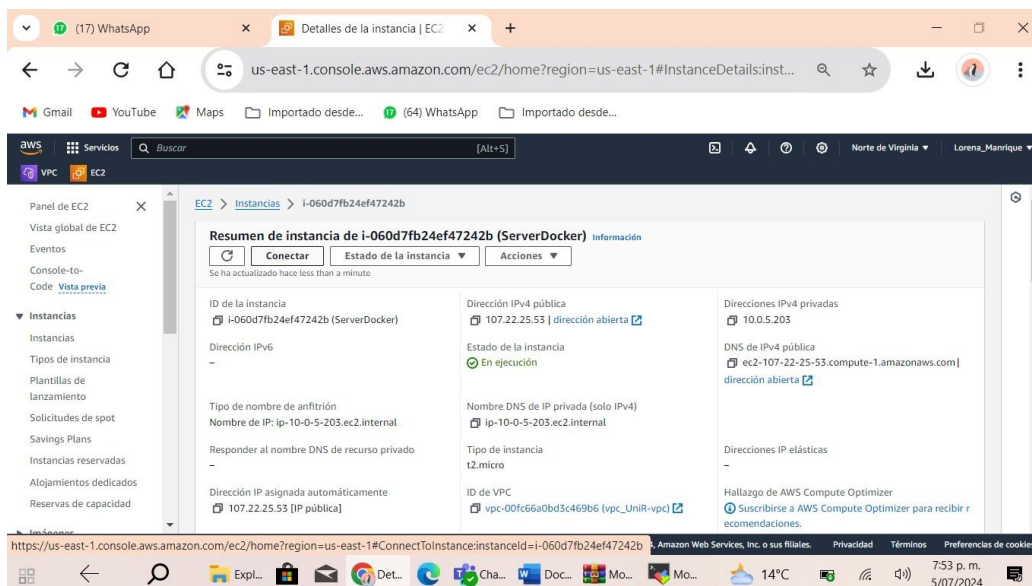 (17) WhatsApp
Detalles de la instancia | EC2
us-east-1.console.aws.amazon.com/ec2/home?region=us-east-1#InstanceDetails:inst...
Gmail YouTube Maps Importado desde... (64) WhatsApp Importado desde...
aws Servicios Buscar [Alt+S] Norte de Virginia Lorena_Manrique
VPC EC2
Panel de EC2
Vista global de EC2
Eventos
Console-to-
Code Vista previa
Instancias
Instancias
Tipos de instancia
Plantillas de
lanzamiento
Solicitudes de spot
Savings Plans
Instancias reservadas
Alojamientos dedicados
Reservas de capacidad
Imágenes
EC2 > Instancias > i-060d7fb24ef47242b
Resumen de instancia de i-060d7fb24ef47242b (ServerDocker) Información
Conectar Estado de la instancia Acciones
Se ha actualizado hace less than a minute
ID de la instancia
i-060d7fb24ef47242b (ServerDocker)
Dirección IPv4 pública
107.22.25.53 | dirección abierta
Direcciones IPv4 privadas
10.0.5.203
Dirección IPv6
–
Estado de la instancia
En ejecución
DNS de IPv4 pública
ec2-107-22-25-53.compute-1.amazonaws.com |
dirección abierta
Tipo de nombre de anfitrión
Nombre de IP: ip-10-0-5-203.ec2.internal
Nombre DNS de IP privada (solo IPv4)
ip-10-0-5-203.ec2.internal
Responder al nombre DNS de recurso privado
–
Tipo de instancia
t2.micro
Direcciones IP elásticas
–
Dirección IP asignada automáticamente
107.22.25.53 [IP pública]
ID de VPC
vpc-00fc66a0bd3c469b6 (vpc_UniR-vpc)
Hallazgo de AWS Compute Optimizer
Suscribirse a AWS Compute Optimizer para recibir r
ecomendaciones.
https://us-east-1.console.aws.amazon.com/ec2/home?region=us-east-1#ConnectToInstance:instanceId=i-060d7fb24ef47242b
, Amazon Web Services, Inc. o sus filiales. Privacidad Términos Preferencias de cookies
Expl... Det... Cha... Doc... Mo... Mo... 14°C
7:53 p. m.
5/07/2024